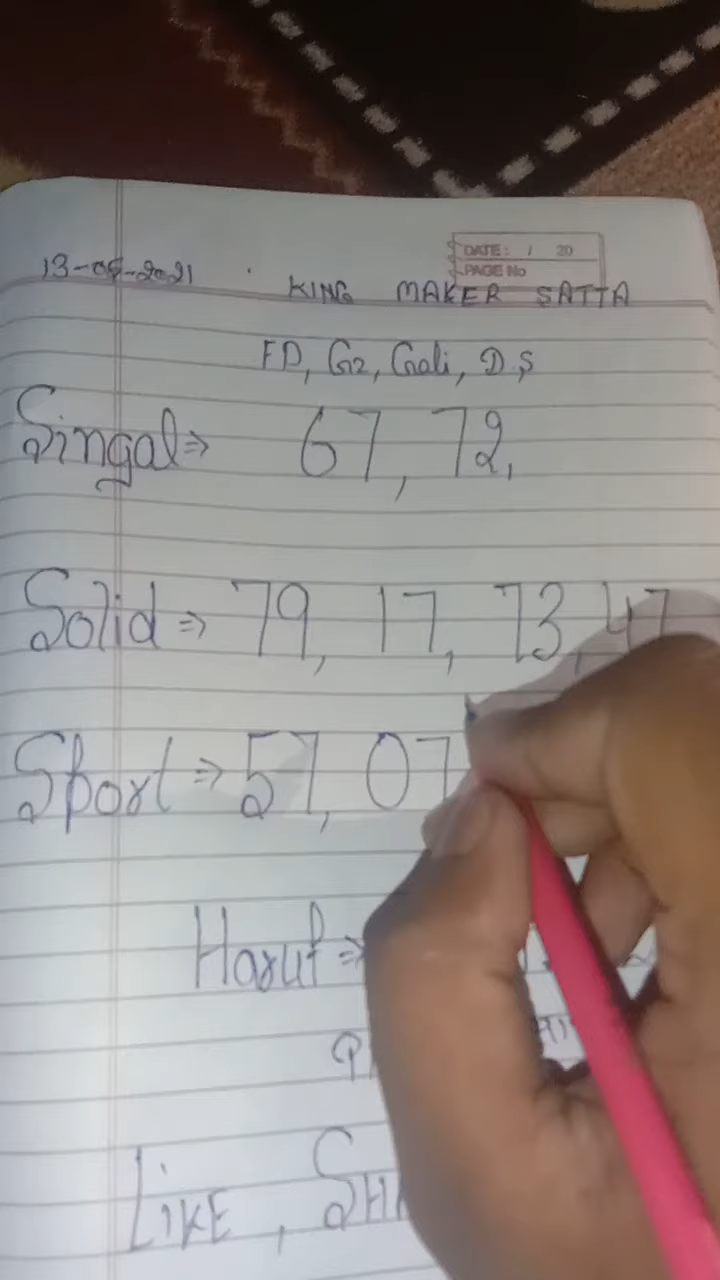 DATE: / 20
PAGE No
13-06-2021 KING MAKER SATTA
FD, GZ, Gali, D,S
Singal⇒ 67, 72,
Solid⇒ 79, 17, 73, 47
Sport⇒ 57, 07
Haruf⇒
LIKE, SHA